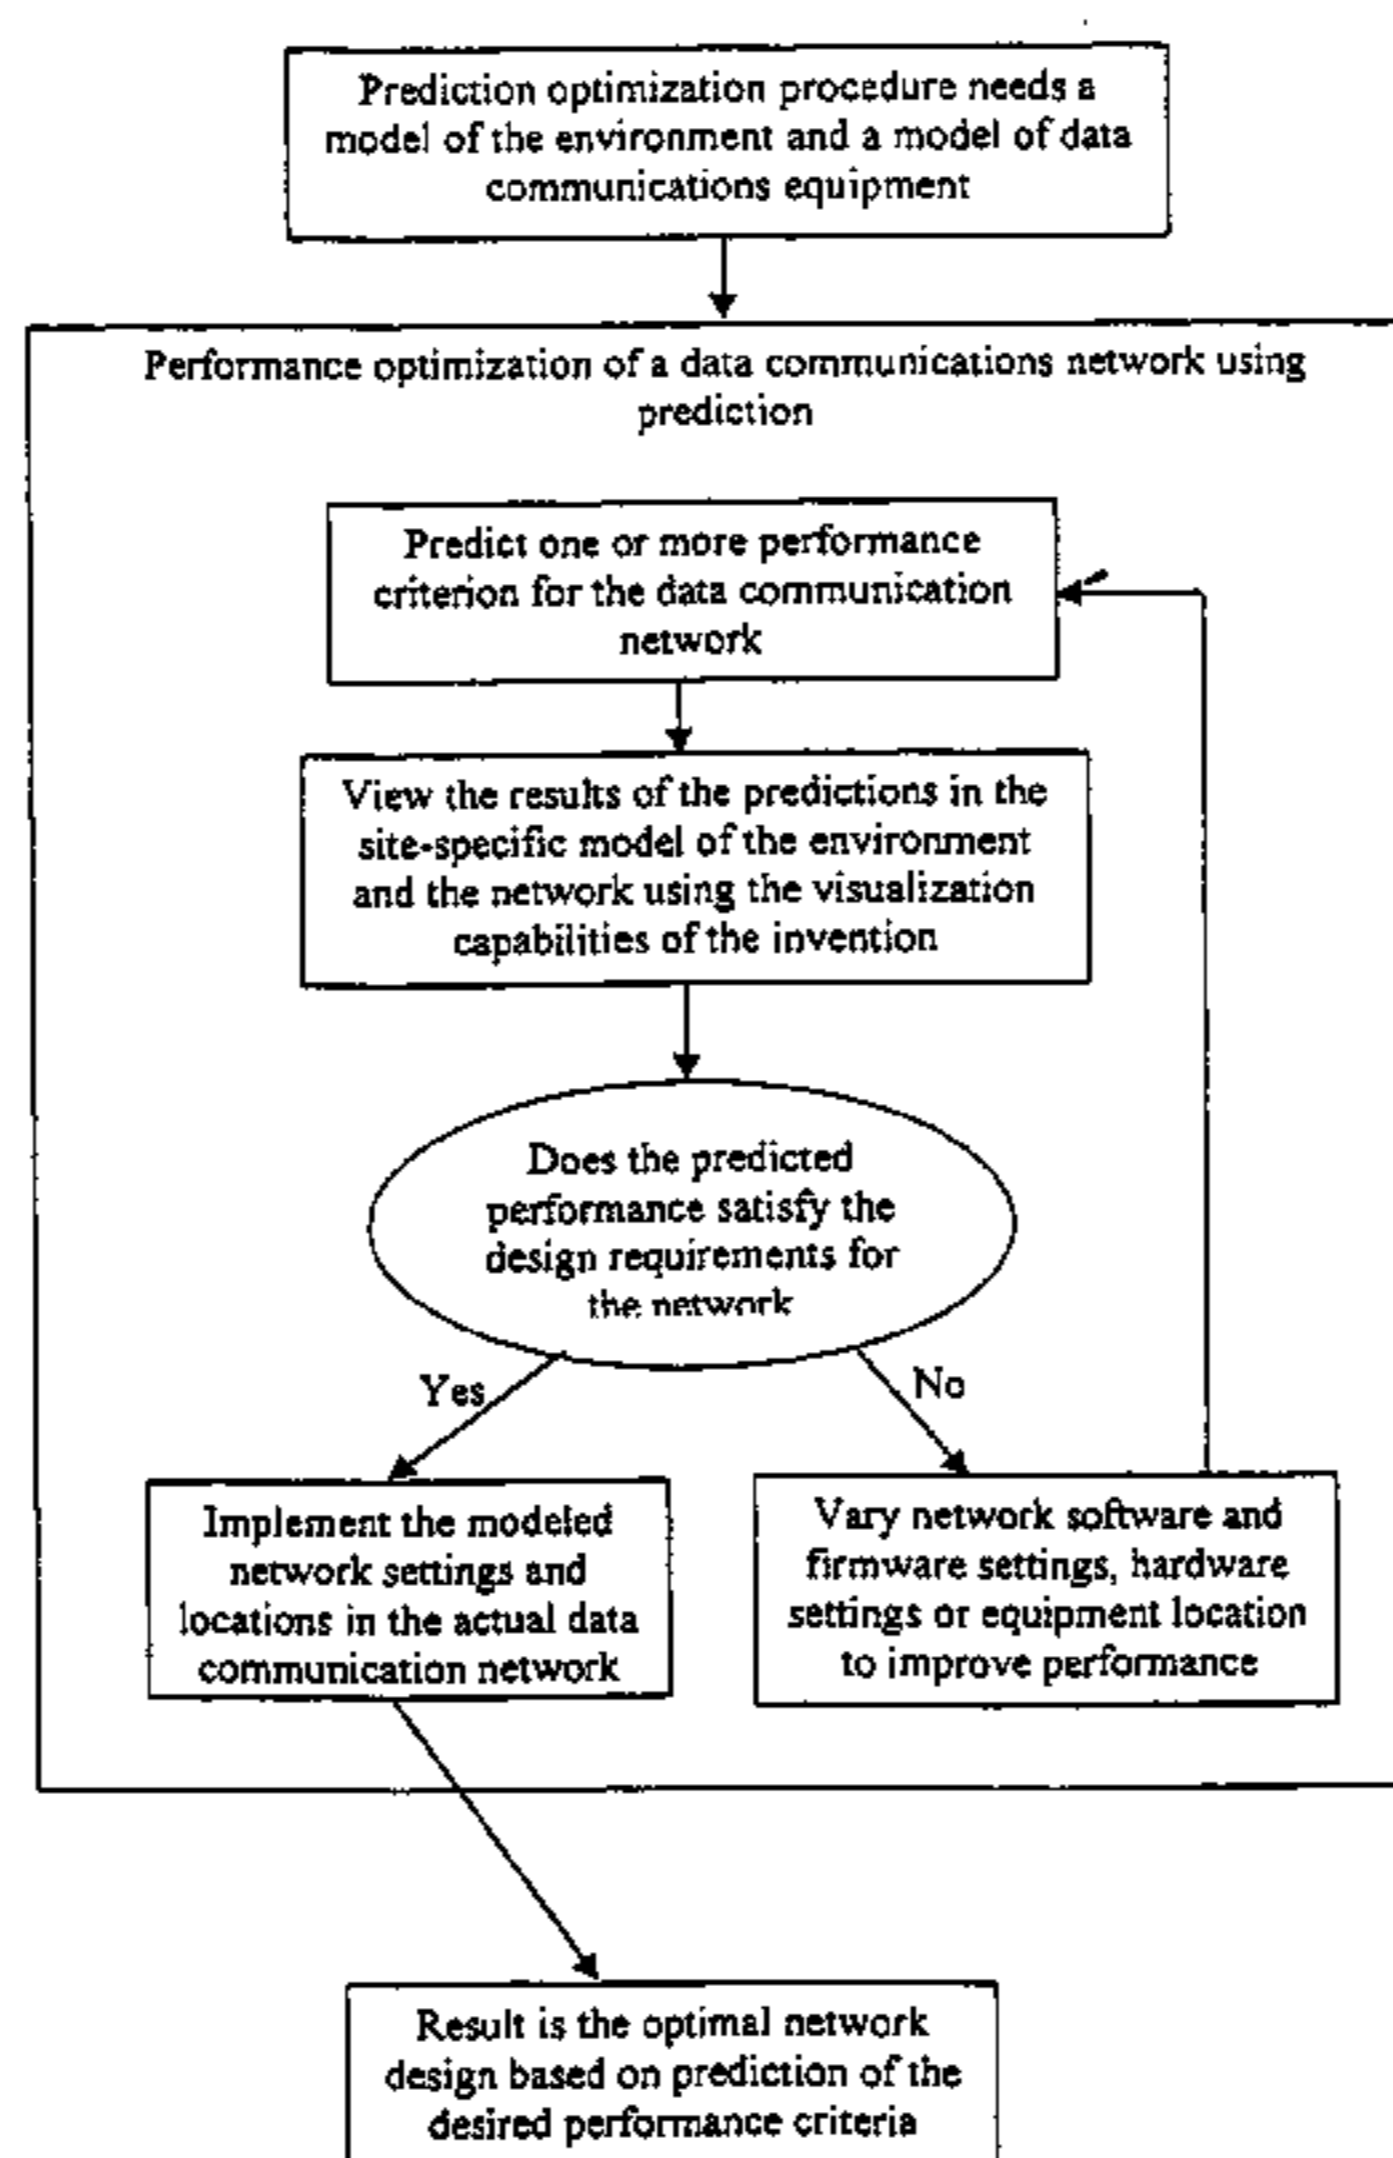 Prediction optimization procedure needs a
model of the environment and a model of data
communications equipment
Performance optimization of a data communications network using
prediction
Predict one or more performance
criterion for the data communication
network
View the results of the predictions in the
site-specific model of the environment
and the network using the visualization
capabilities of the invention
Does the predicted
performance satisfy the
design requirements for
the network
Yes
No
Implement the modeled
network settings and
locations in the actual data
communication network
Vary network software and
firmware settings, hardware
settings or equipment location
to improve performance
Result is the optimal network
design based on prediction of the
desired performance criteria